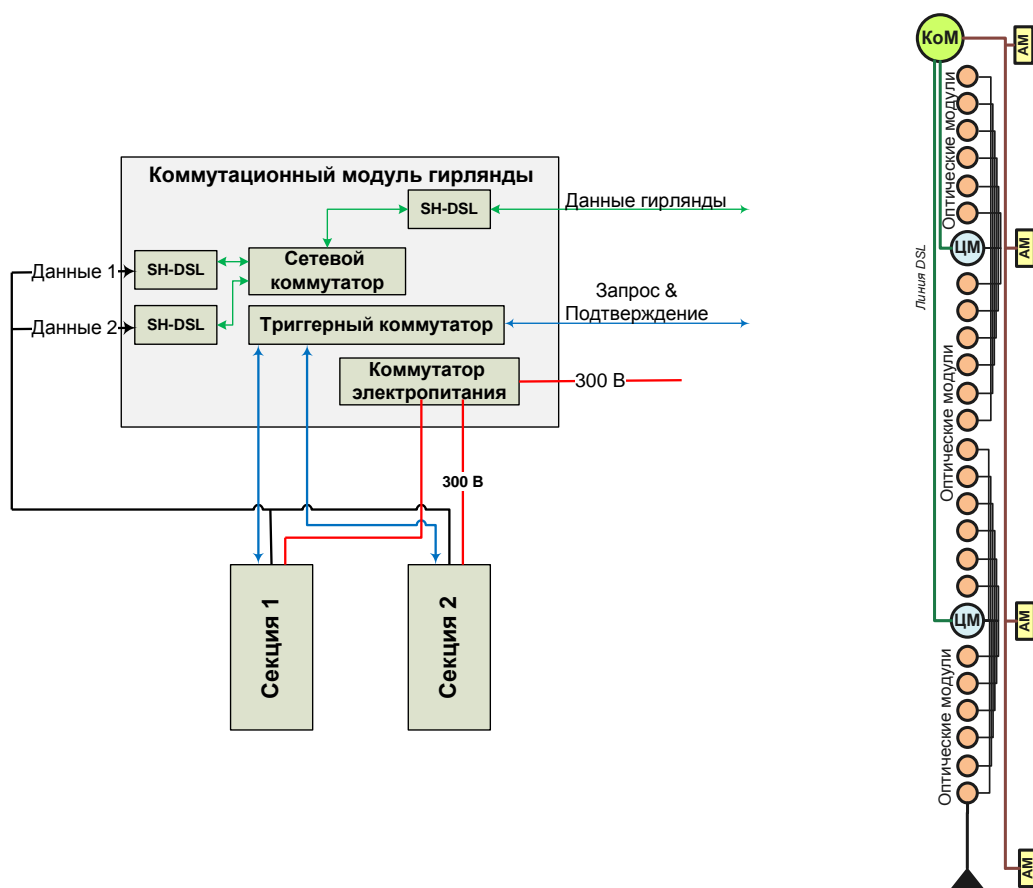 Коммутационный модуль гирлянды
SH-DSL
Данные гирлянды
Сетевой
коммутатор
Данные 1
SH-DSL
Данные 2
SH-DSL
Запрос &
Подтверждение
Триггерный коммутатор
Коммутатор
электропитания
300 В
300 В
Секция 1
Секция 2
КоМ
АМ
Оптические модули
ЦМ
АМ
Линия DSL
Оптические модули
ЦМ
АМ
Оптические модули
АМ